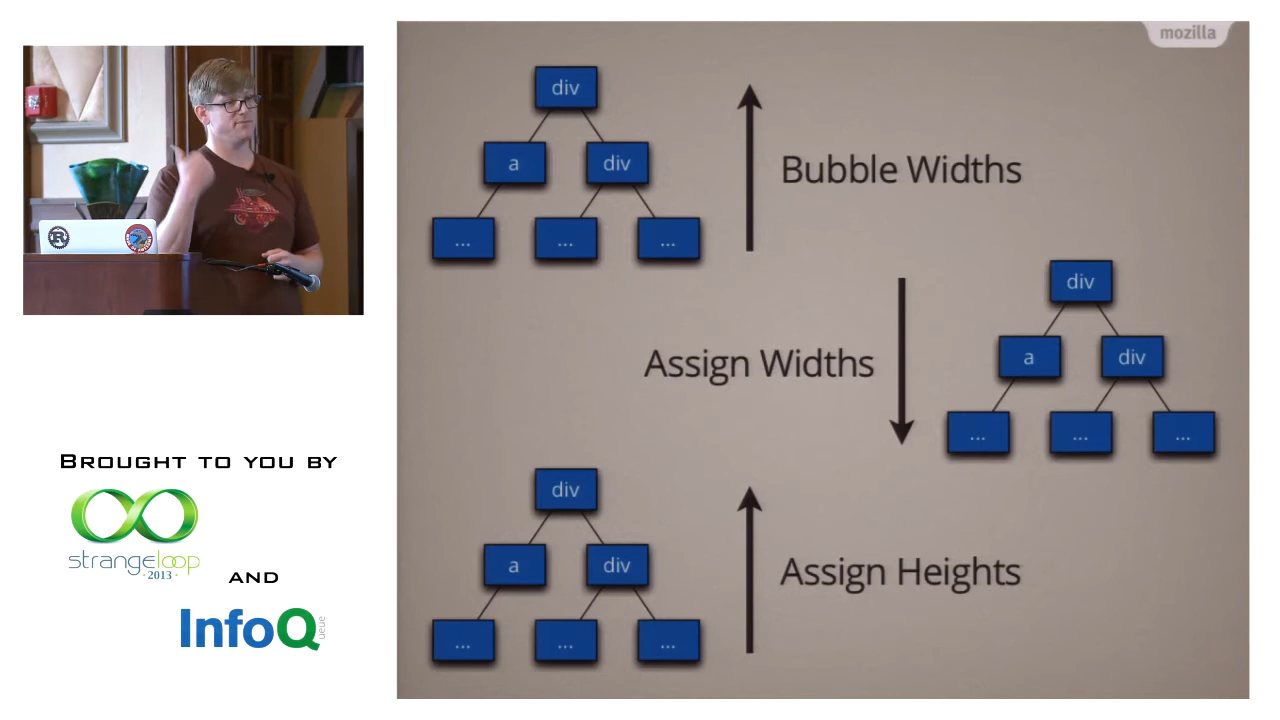 mozilla
div
a
div
...
...
...
Bubble Widths
div
a
div
...
...
...
Assign Widths
div
a
div
...
...
...
Assign Heights
R
BROUGHT TO YOU BY
strangeloop
·2013·
AND
InfoQ
ueue